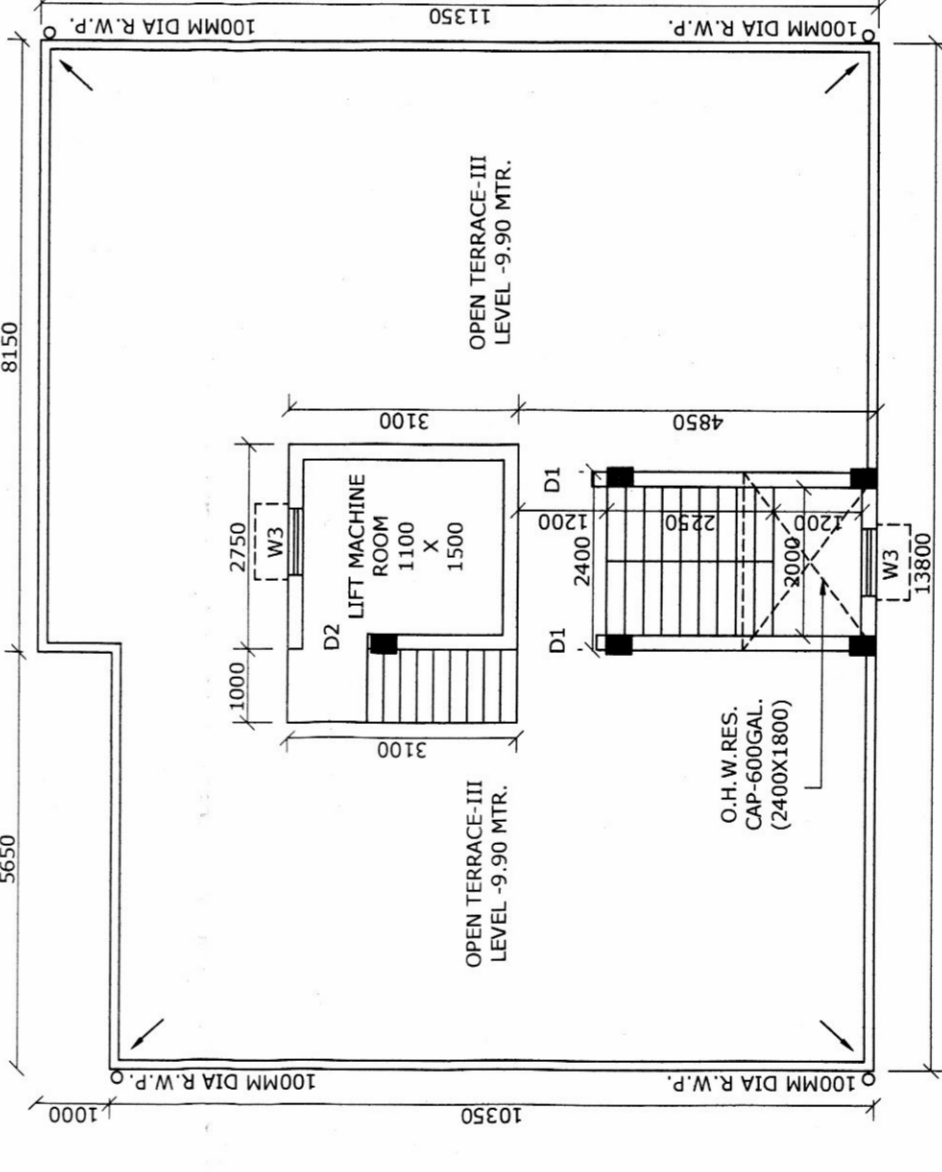 100MM DIA R.W.P.
11350
100MM DIA R.W.P.
8150
OPEN TERRACE-III
LEVEL -9.90 MTR.
3100
4850
2750
W3
LIFT MACHINE
ROOM
1100
X
1500
D2
1000
3100
D1
1200
2400
2250
2000
1200
D1
W3
13800
O.H.W.RES.
CAP-600GAL.
(2400X1800)
5650
OPEN TERRACE-III
LEVEL -9.90 MTR.
100MM DIA R.W.P.
100MM DIA R.W.P.
1000
10350